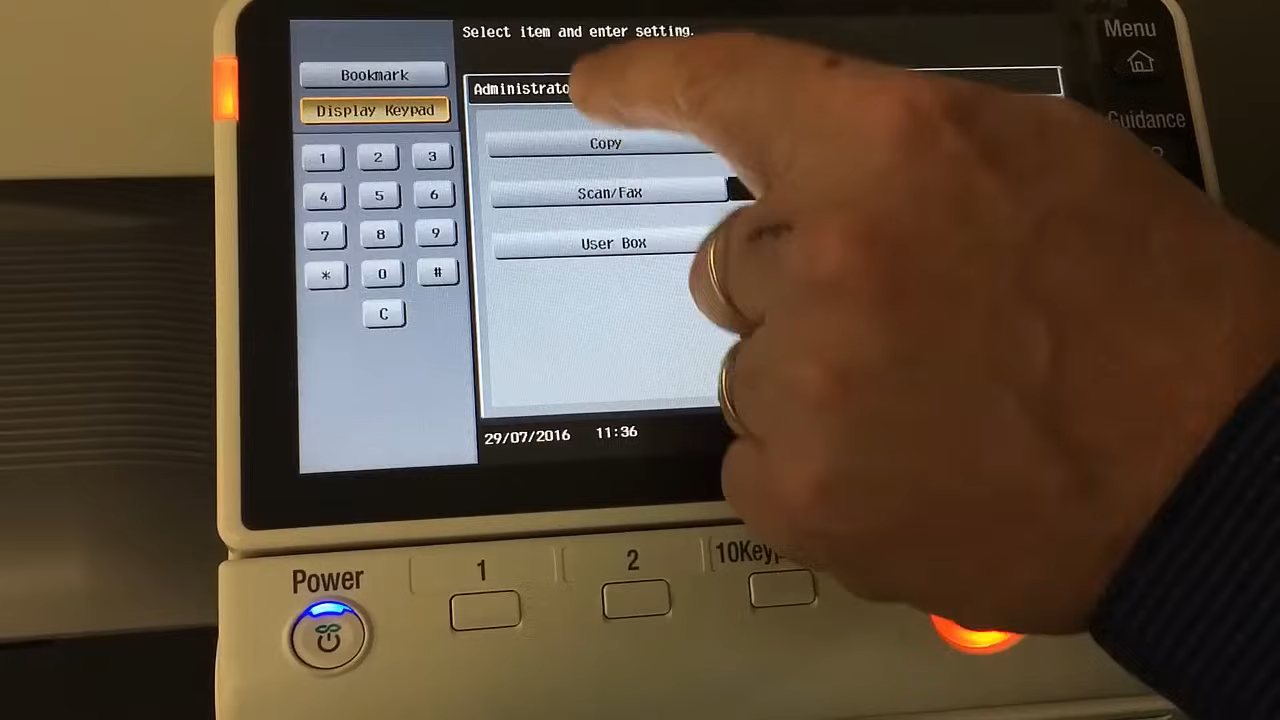 Select item and enter setting.
Menu
Bookmark
Administrato
Display Keypad
Guidance
Copy
1 2 3
Scan/Fax
4 5 6
User Box
7 8 9
* 0 #
C
29/07/2016 11:36
Power
1
2
10Keyp